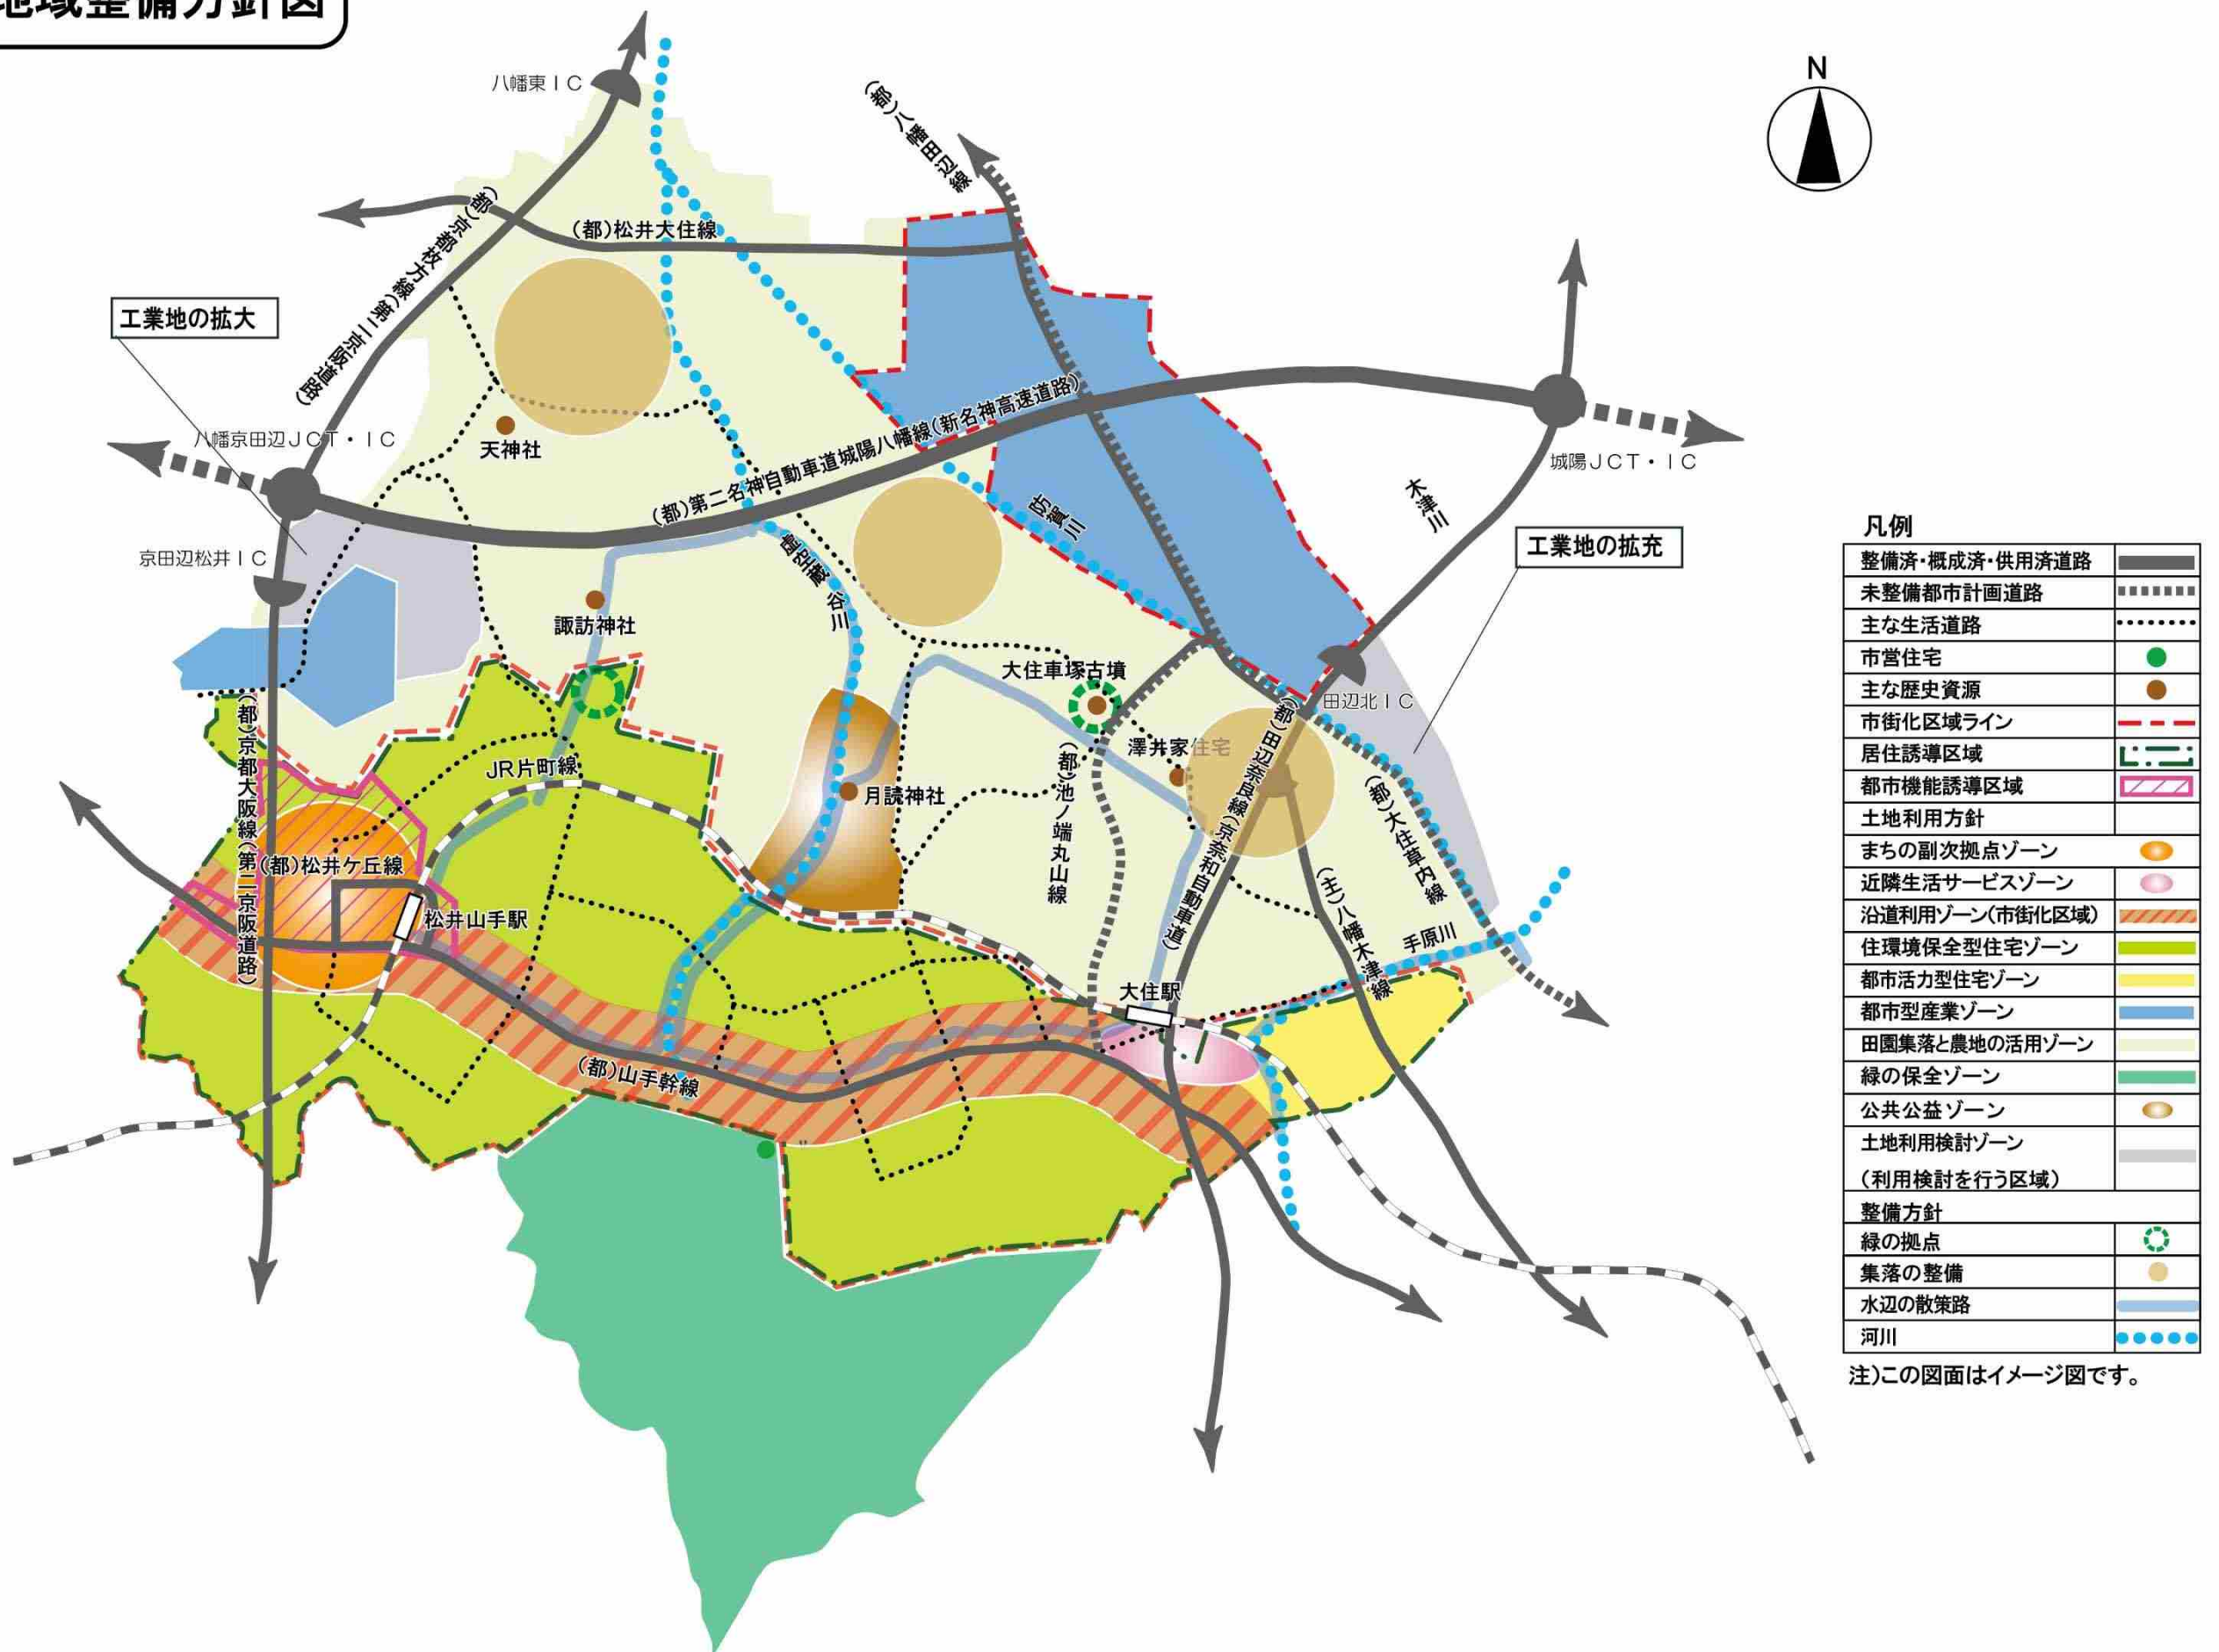 地域整備方針図
N
八幡東IC
(都)八幡田辺線
(都)京都枚方線(第二京阪道路)
(都)松井大住線
工業地の拡大
八幡京田辺JCT・IC
天神社
(都)第二名神自動車道城陽八幡線(新名神高速道路)
城陽JCT・IC
木津川
防賀川
工業地の拡充
京田辺松井IC
虚空蔵谷川
諏訪神社
大住車塚古墳
田辺北IC
澤井家住宅
(都)京都大阪線(第二京阪道路)
JR片町線
月読神社
(都)池ノ端丸山線
(都)田辺奈良線(京奈和自動車道)
(都)大住草内線
(都)松井ケ丘線
松井山手駅
(主)八幡木津線
手原川
大住駅
(都)山手幹線
凡例
整備済・概成済・供用済道路
未整備都市計画道路
主な生活道路
市営住宅
主な歴史資源
市街化区域ライン
居住誘導区域
都市機能誘導区域
土地利用方針
まちの副次拠点ゾーン
近隣生活サービスゾーン
沿道利用ゾーン(市街化区域)
住環境保全型住宅ゾーン
都市活力型住宅ゾーン
都市型産業ゾーン
田園集落と農地の活用ゾーン
緑の保全ゾーン
公共公益ゾーン
土地利用検討ゾーン
(利用検討を行う区域)
整備方針
緑の拠点
集落の整備
水辺の散策路
河川
注)この図面はイメージ図です。